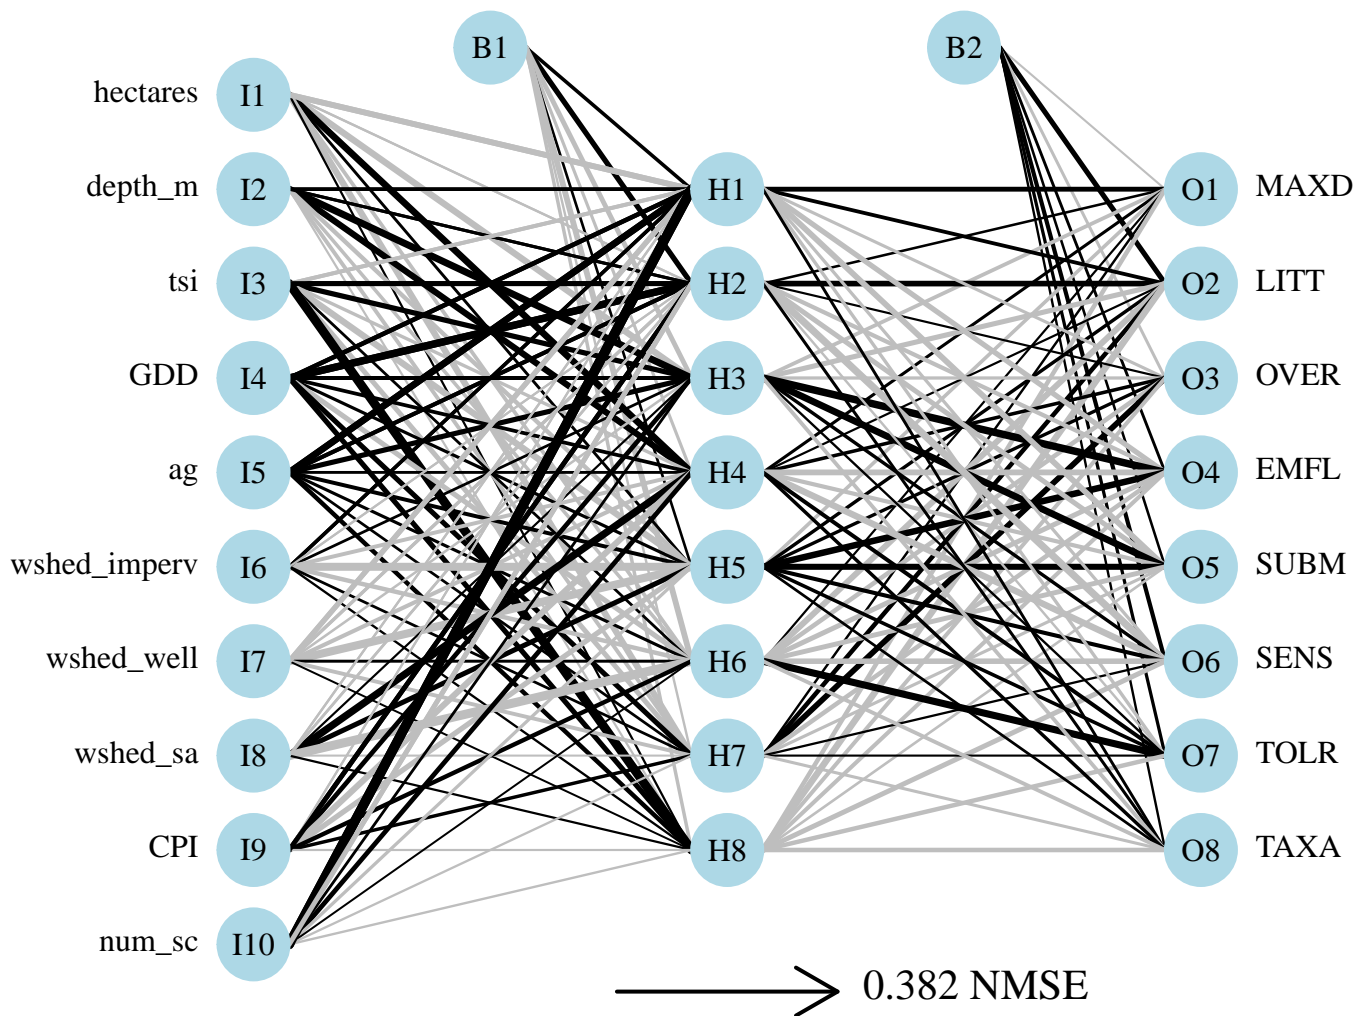 B1 B2
hectares I1
depth_m I2 H1 O1 MAXD
tsi I3 H2 O2 LITT
GDD I4 H3 O3 OVER
ag I5 H4 O4 EMFL
wshed_imperv I6 H5 O5 SUBM
wshed_well I7 H6 O6 SENS
wshed_sa I8 H7 O7 TOLR
CPI I9 H8 O8 TAXA
num_sc I10
0.382 NMSE